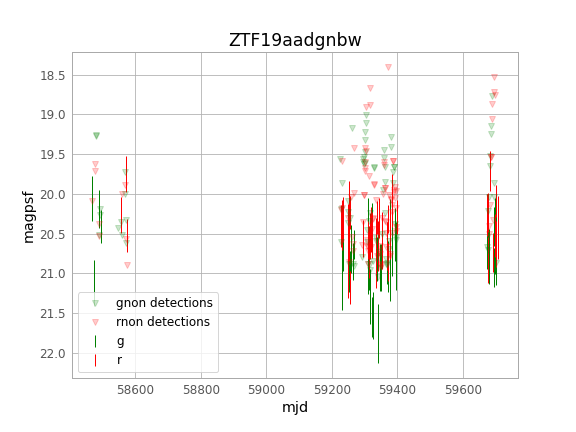 ZTF19aadgnbw
18.5
19.0
19.5
20.0
20.5
21.0
21.5
22.0
magpsf
gnon detections
rnon detections
g
r
58600 58800 59000 59200 59400 59600
mjd